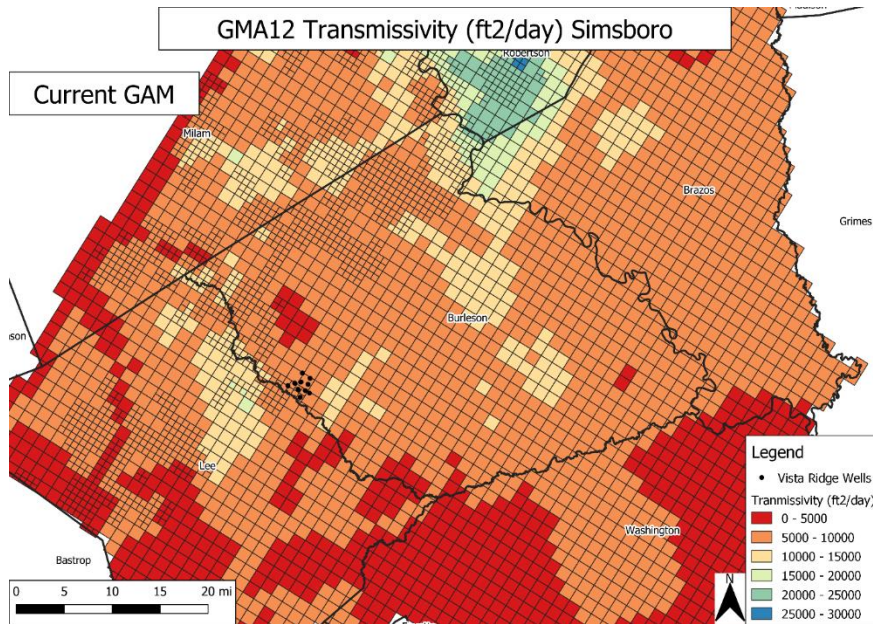 Madison
GMA12 Transmissivity (ft2/day) Simsboro
Robertson
Current GAM
Milam
Brazos
Grimes
Burleson
Lee
Washington
Bastrop
0 5 10 15 20 mi
N
Legend
Vista Ridge Wells
Tranmissivity (ft2/day)
0 - 5000
5000 - 10000
10000 - 15000
15000 - 20000
20000 - 25000
25000 - 30000